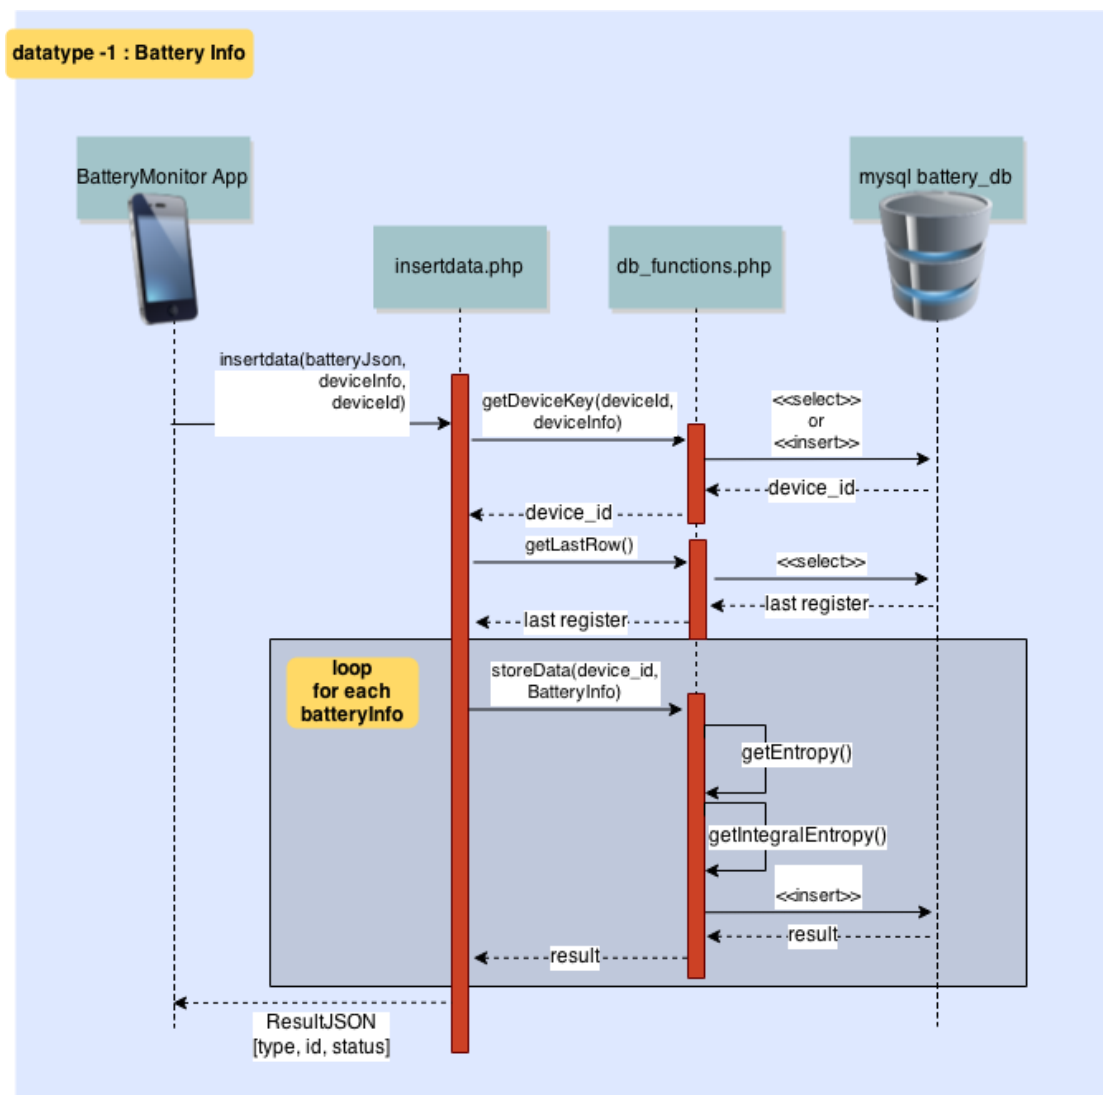 datatype -1 : Battery Info
BatteryMonitor App
mysql battery_db
insertdata.php
db_functions.php
insertdata(batteryJson,
deviceInfo,
deviceId)
getDeviceKey(deviceId,
deviceInfo)
<<select>>
or
<<insert>>
device_id
device_id
getLastRow()
<<select>>
last register
last register
loop
for each
batteryInfo
storeData(device_id,
BatteryInfo)
getEntropy()
getIntegralEntropy()
<<insert>>
result
result
ResultJSON
[type, id, status]